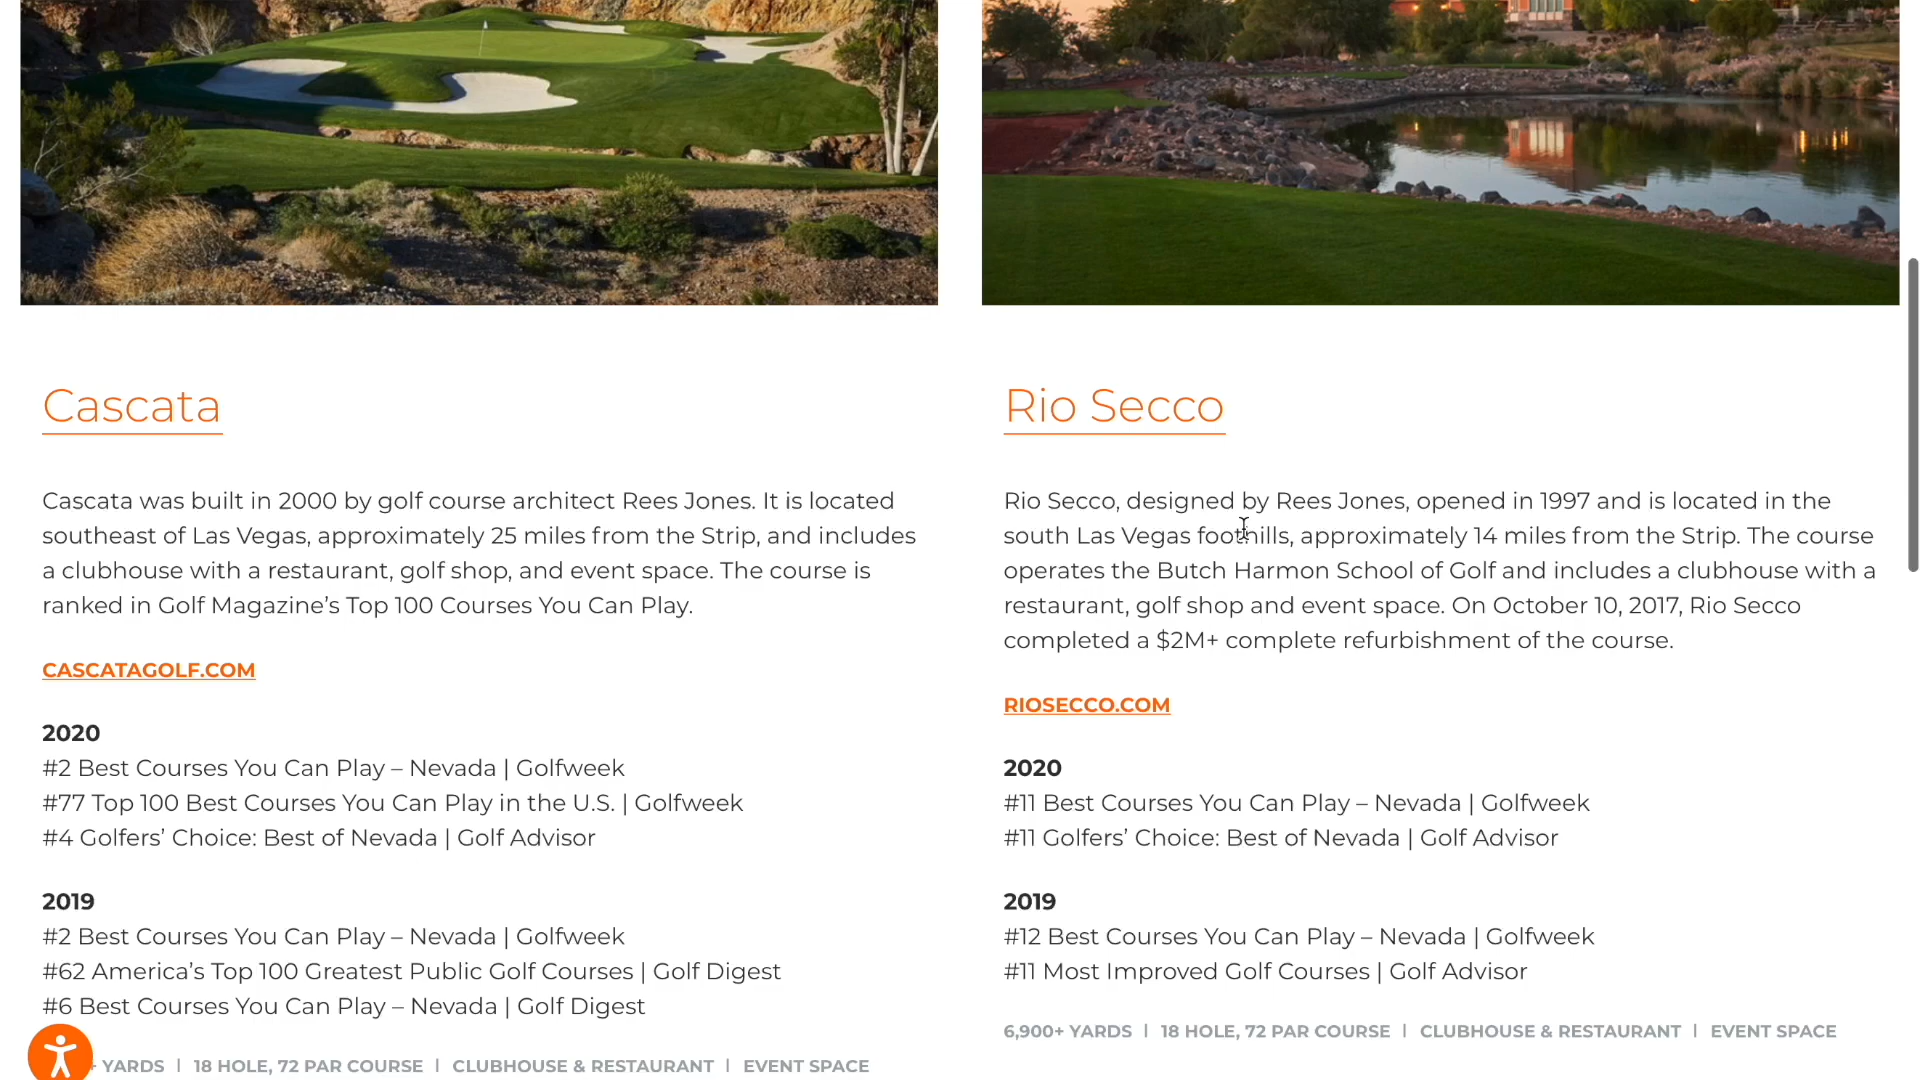 Cascata
Cascata was built in 2000 by golf course architect Rees Jones. It is located
southeast of Las Vegas, approximately 25 miles from the Strip, and includes
a clubhouse with a restaurant, golf shop, and event space. The course is
ranked in Golf Magazine’s Top 100 Courses You Can Play.
CASCATAGOLF.COM
2020
#2 Best Courses You Can Play – Nevada | Golfweek
#77 Top 100 Best Courses You Can Play in the U.S. | Golfweek
#4 Golfers’ Choice: Best of Nevada | Golf Advisor
2019
#2 Best Courses You Can Play – Nevada | Golfweek
#62 America’s Top 100 Greatest Public Golf Courses | Golf Digest
#6 Best Courses You Can Play – Nevada | Golf Digest
YARDS | 18 HOLE, 72 PAR COURSE | CLUBHOUSE & RESTAURANT | EVENT SPACE
Rio Secco
Rio Secco, designed by Rees Jones, opened in 1997 and is located in the
south Las Vegas foothills, approximately 14 miles from the Strip. The course
operates the Butch Harmon School of Golf and includes a clubhouse with a
restaurant, golf shop and event space. On October 10, 2017, Rio Secco
completed a $2M+ complete refurbishment of the course.
RIOSECCO.COM
2020
#11 Best Courses You Can Play – Nevada | Golfweek
#11 Golfers’ Choice: Best of Nevada | Golf Advisor
2019
#12 Best Courses You Can Play – Nevada | Golfweek
#11 Most Improved Golf Courses | Golf Advisor
6,900+ YARDS | 18 HOLE, 72 PAR COURSE | CLUBHOUSE & RESTAURANT | EVENT SPACE